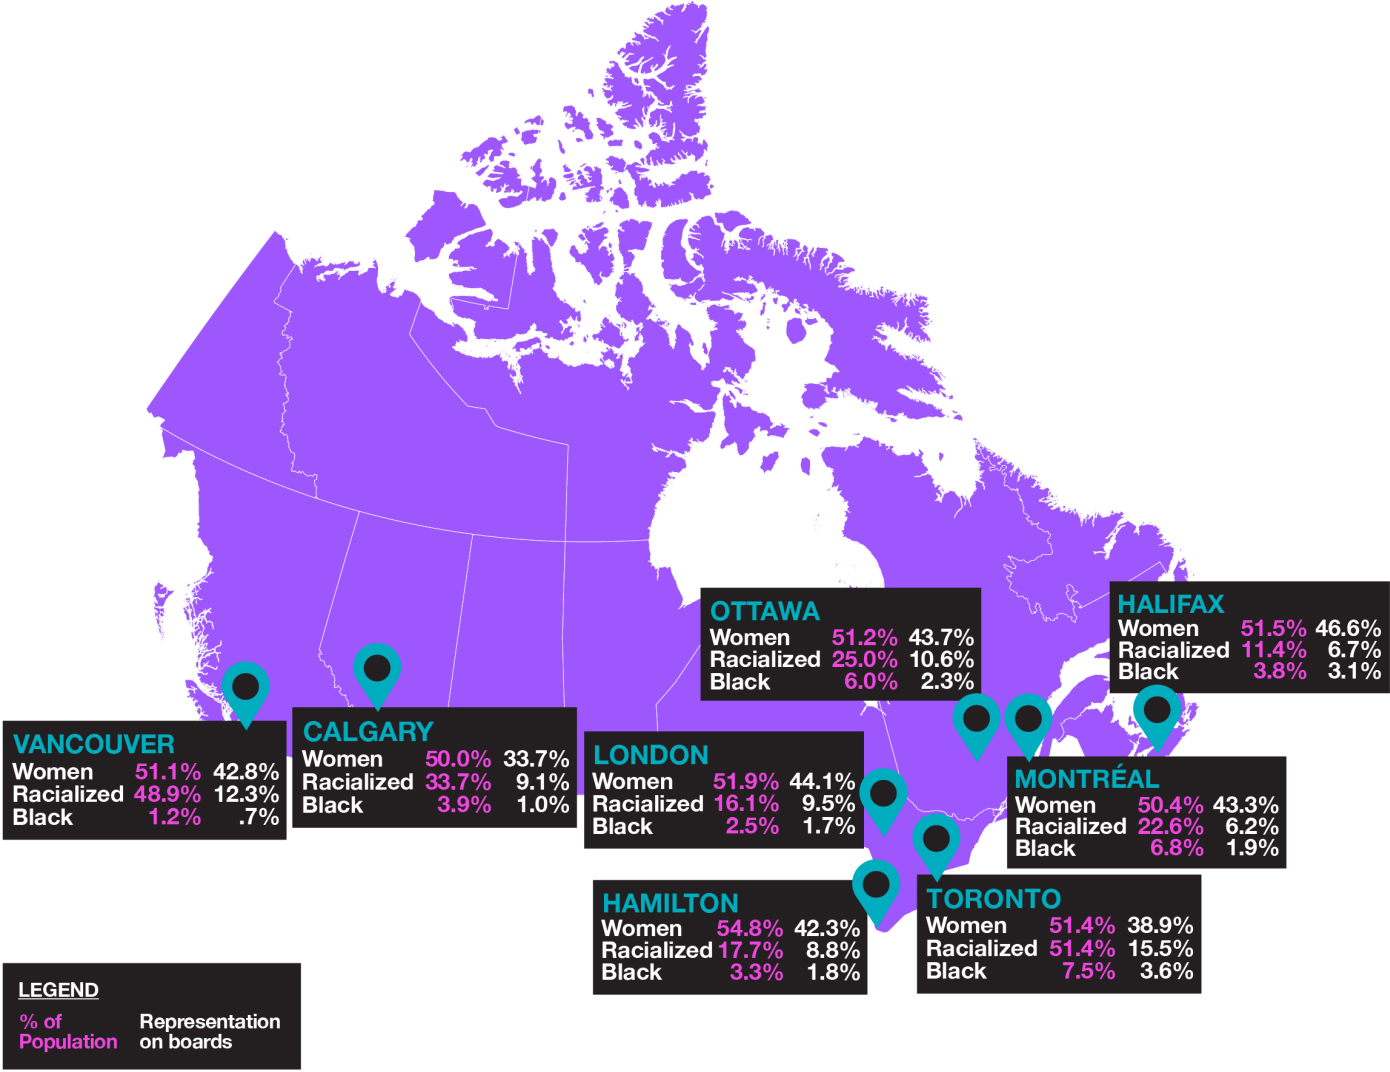 OTTAWA
Women 51.2% 43.7%
Racialized 25.0% 10.6%
Black 6.0% 2.3%
HALIFAX
Women 51.5% 46.6%
Racialized 11.4% 6.7%
Black 3.8% 3.1%
VANCOUVER
Women 51.1% 42.8%
Racialized 48.9% 12.3%
Black 1.2% .7%
CALGARY
Women 50.0% 33.7%
Racialized 33.7% 9.1%
Black 3.9% 1.0%
LONDON
Women 51.9% 44.1%
Racialized 16.1% 9.5%
Black 2.5% 1.7%
MONTRÉAL
Women 50.4% 43.3%
Racialized 22.6% 6.2%
Black 6.8% 1.9%
HAMILTON
Women 54.8% 42.3%
Racialized 17.7% 8.8%
Black 3.3% 1.8%
TORONTO
Women 51.4% 38.9%
Racialized 51.4% 15.5%
Black 7.5% 3.6%
LEGEND
% of Representation
Population on boards